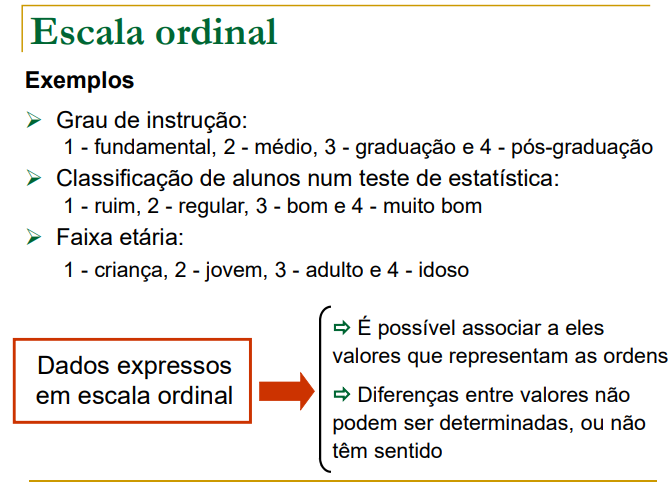 Escala ordinal
Exemplos
Grau de instrução:
1 - fundamental, 2 - médio, 3 - graduação e 4 - pós-graduação
Classificação de alunos num teste de estatística:
1 - ruim, 2 - regular, 3 - bom e 4 - muito bom
Faixa etária:
1 - criança, 2 - jovem, 3 - adulto e 4 - idoso
Dados expressos
em escala ordinal
É possível associar a eles
valores que representam as ordens
Diferenças entre valores não
podem ser determinadas, ou não
têm sentido